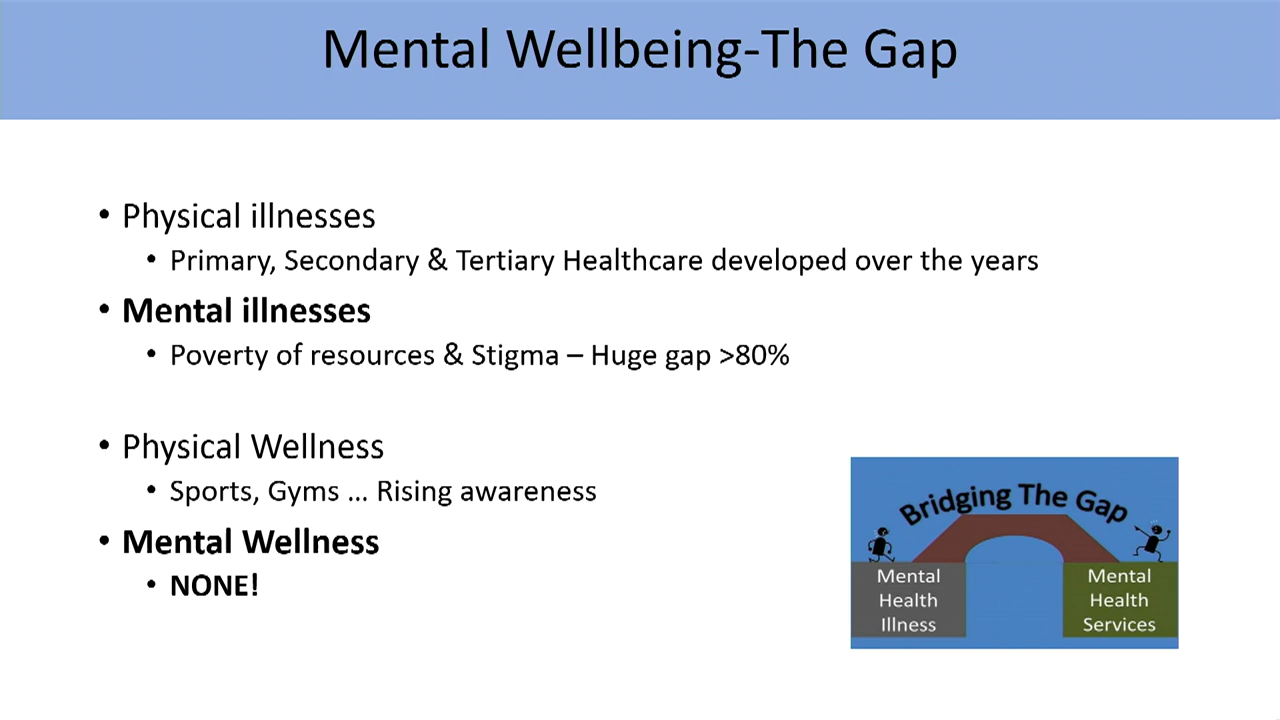 Mental Wellbeing-The Gap
• Physical illnesses
• Primary, Secondary & Tertiary Healthcare developed over the years
• Mental illnesses
• Poverty of resources & Stigma – Huge gap >80%
• Physical Wellness
• Sports, Gyms ... Rising awareness
• Mental Wellness
• NONE!
Bridging The Gap
Mental
Health
Illness
Mental
Health
Services